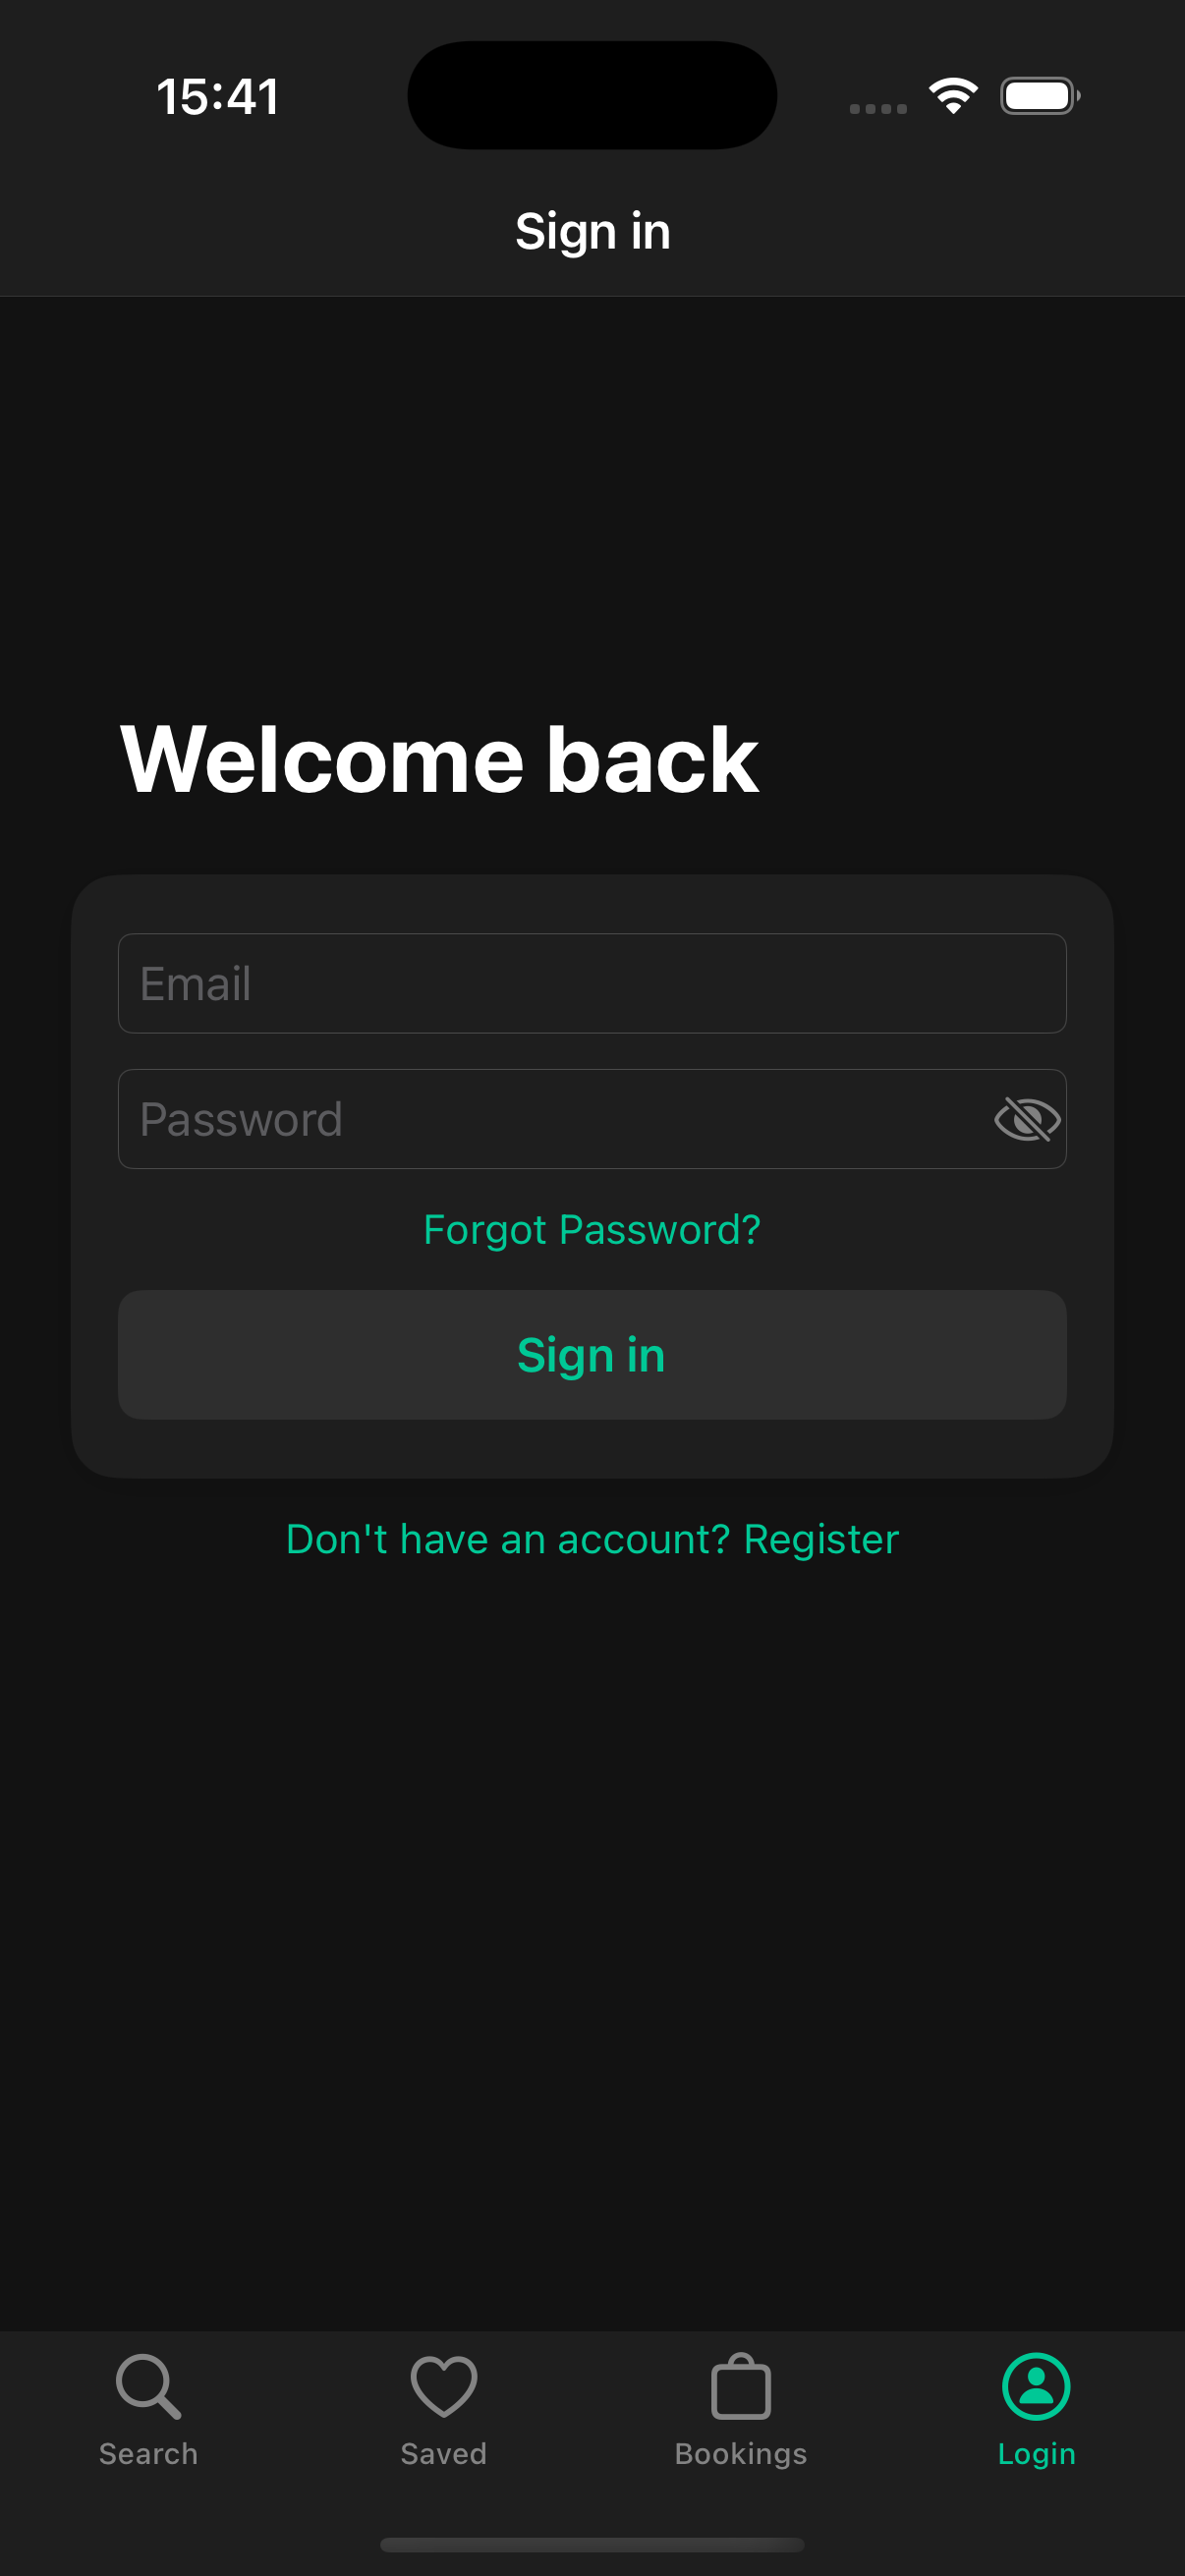 15:41
Sign in
Welcome back
Email
Password
Forgot Password?
Sign in
Don't have an account? Register
Search
Saved
Bookings
Login